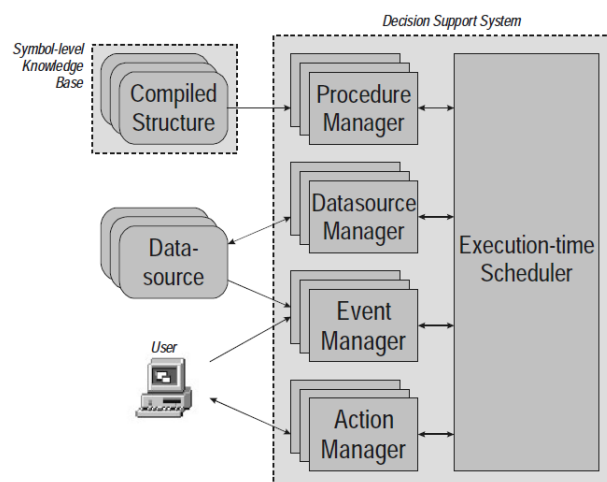 Decision Support System
Symbol-level
Knowledge
Base
Compiled
Structure
Procedure
Manager
Datasource
Manager
Data-
source
Execution-time
Scheduler
Event
Manager
User
Action
Manager